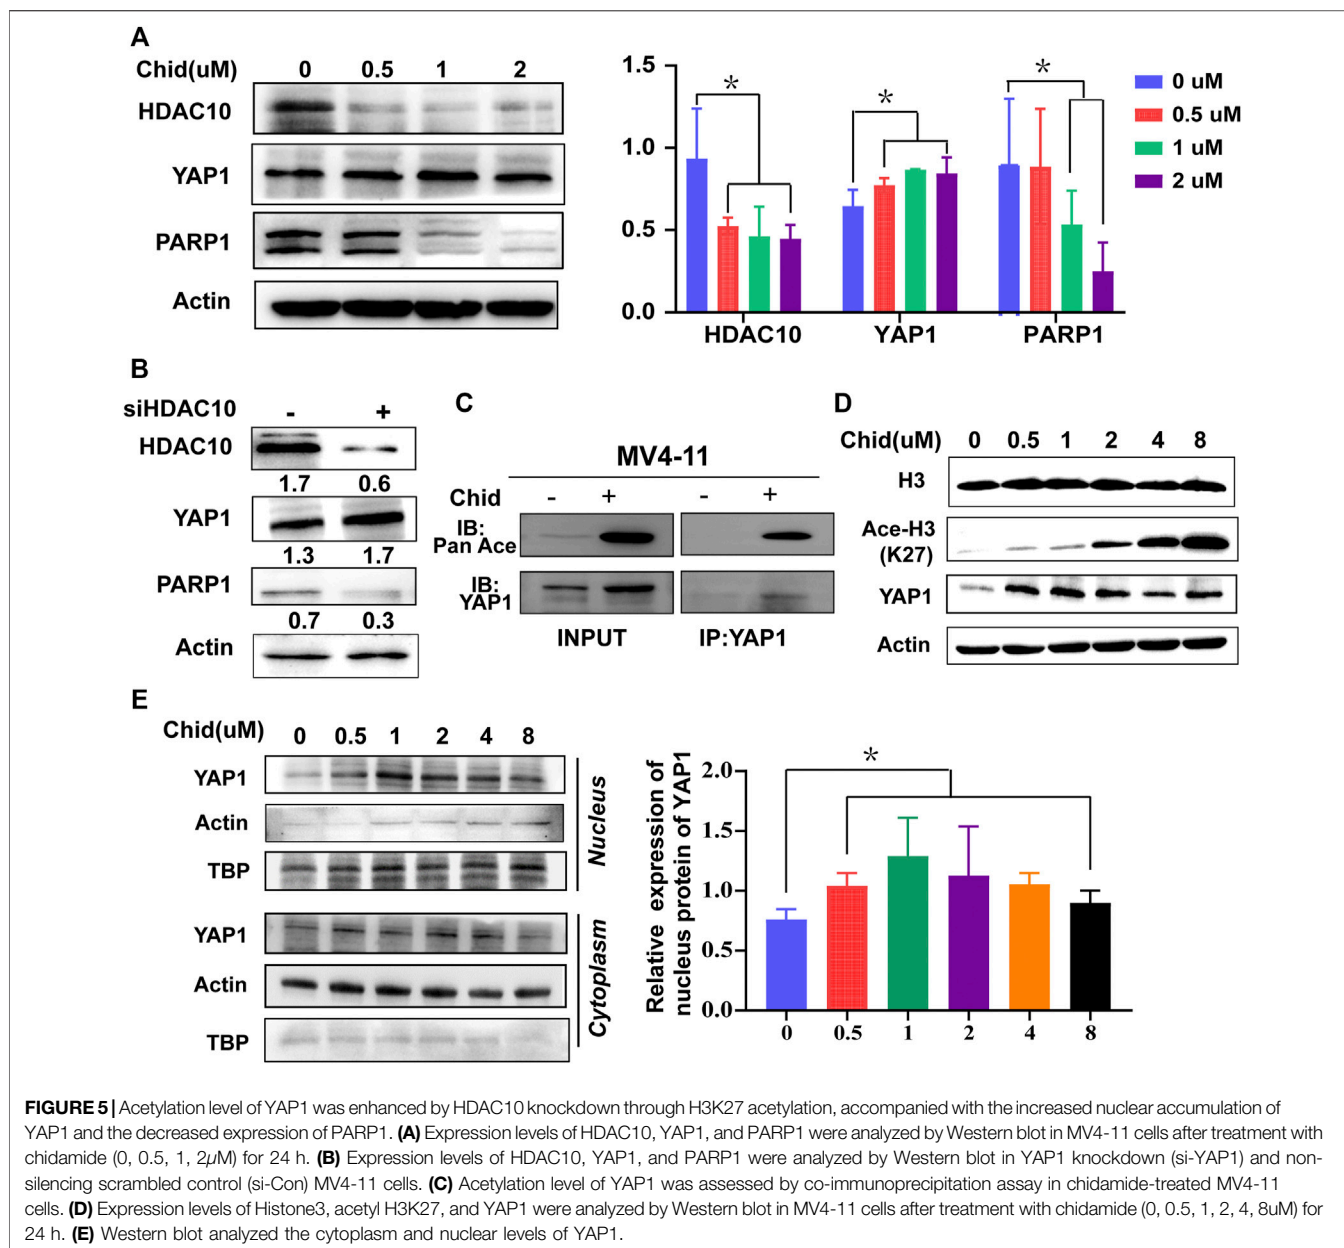 A
Chid(uM) 0 0.5 1 2
HDAC10
YAP1
PARP1
Actin
1.5
1.0
0.5
0.0
* * *
HDAC10 YAP1 PARP1
0 uM
0.5 uM
1 uM
2 uM
B
siHDAC10 - +
HDAC10
1.7 0.6
YAP1
1.3 1.7
PARP1
0.7 0.3
Actin
C
MV4-11
Chid - + - +
IB:
Pan Ace
IB:
YAP1
INPUT IP:YAP1
D
Chid(uM) 0 0.5 1 2 4 8
H3
Ace-H3
(K27)
YAP1
Actin
E
Chid(uM) 0 0.5 1 2 4 8
YAP1
Actin
TBP
Nucleus
YAP1
Actin
TBP
Cytoplasm
Relative expression of
nucleus protein of YAP1
2.0
1.5
1.0
0.5
0.0
*
0 0.5 1 2 4 8
FIGURE 5 | Acetylation level of YAP1 was enhanced by HDAC10 knockdown through H3K27 acetylation, accompanied with the increased nuclear accumulation of
YAP1 and the decreased expression of PARP1. (A) Expression levels of HDAC10, YAP1, and PARP1 were analyzed by Western blot in MV4-11 cells after treatment with
chidamide (0, 0.5, 1, 2μM) for 24 h. (B) Expression levels of HDAC10, YAP1, and PARP1 were analyzed by Western blot in YAP1 knockdown (si-YAP1) and non-
silencing scrambled control (si-Con) MV4-11 cells. (C) Acetylation level of YAP1 was assessed by co-immunoprecipitation assay in chidamide-treated MV4-11
cells. (D) Expression levels of Histone3, acetyl H3K27, and YAP1 were analyzed by Western blot in MV4-11 cells after treatment with chidamide (0, 0.5, 1, 2, 4, 8uM) for
24 h. (E) Western blot analyzed the cytoplasm and nuclear levels of YAP1.